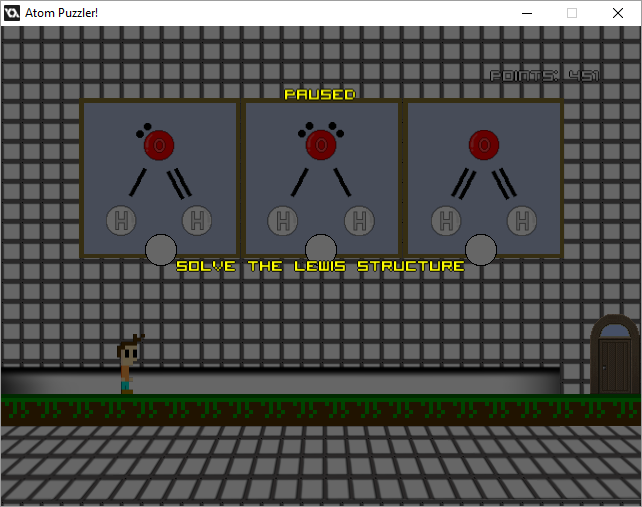 Atom Puzzler!
POINTS: 451
PAUSED
O
H H
O
H H
O
H H
SOLVE THE LEWIS STRUCTURE